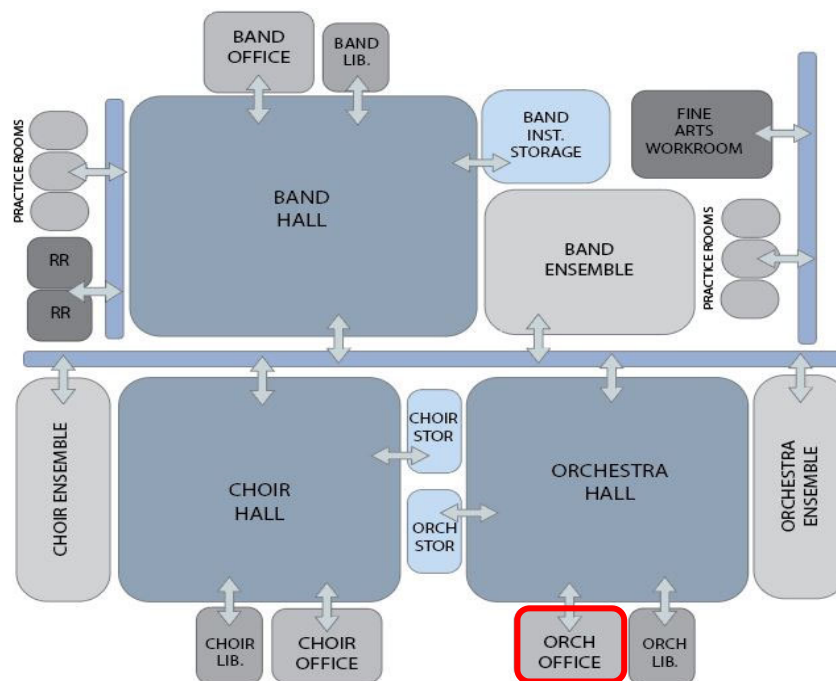 BAND
OFFICE
BAND
LIB.
BAND
INST.
STORAGE
FINE
ARTS
WORKROOM
PRACTICE ROOMS
BAND
HALL
BAND
ENSEMBLE
PRACTICE ROOMS
RR
RR
CHOIR ENSEMBLE
CHOIR
HALL
CHOIR
STOR
ORCH
STOR
ORCHESTRA
HALL
ORCHESTRA
ENSEMBLE
CHOIR
LIB.
CHOIR
OFFICE
ORCH
OFFICE
ORCH
LIB.